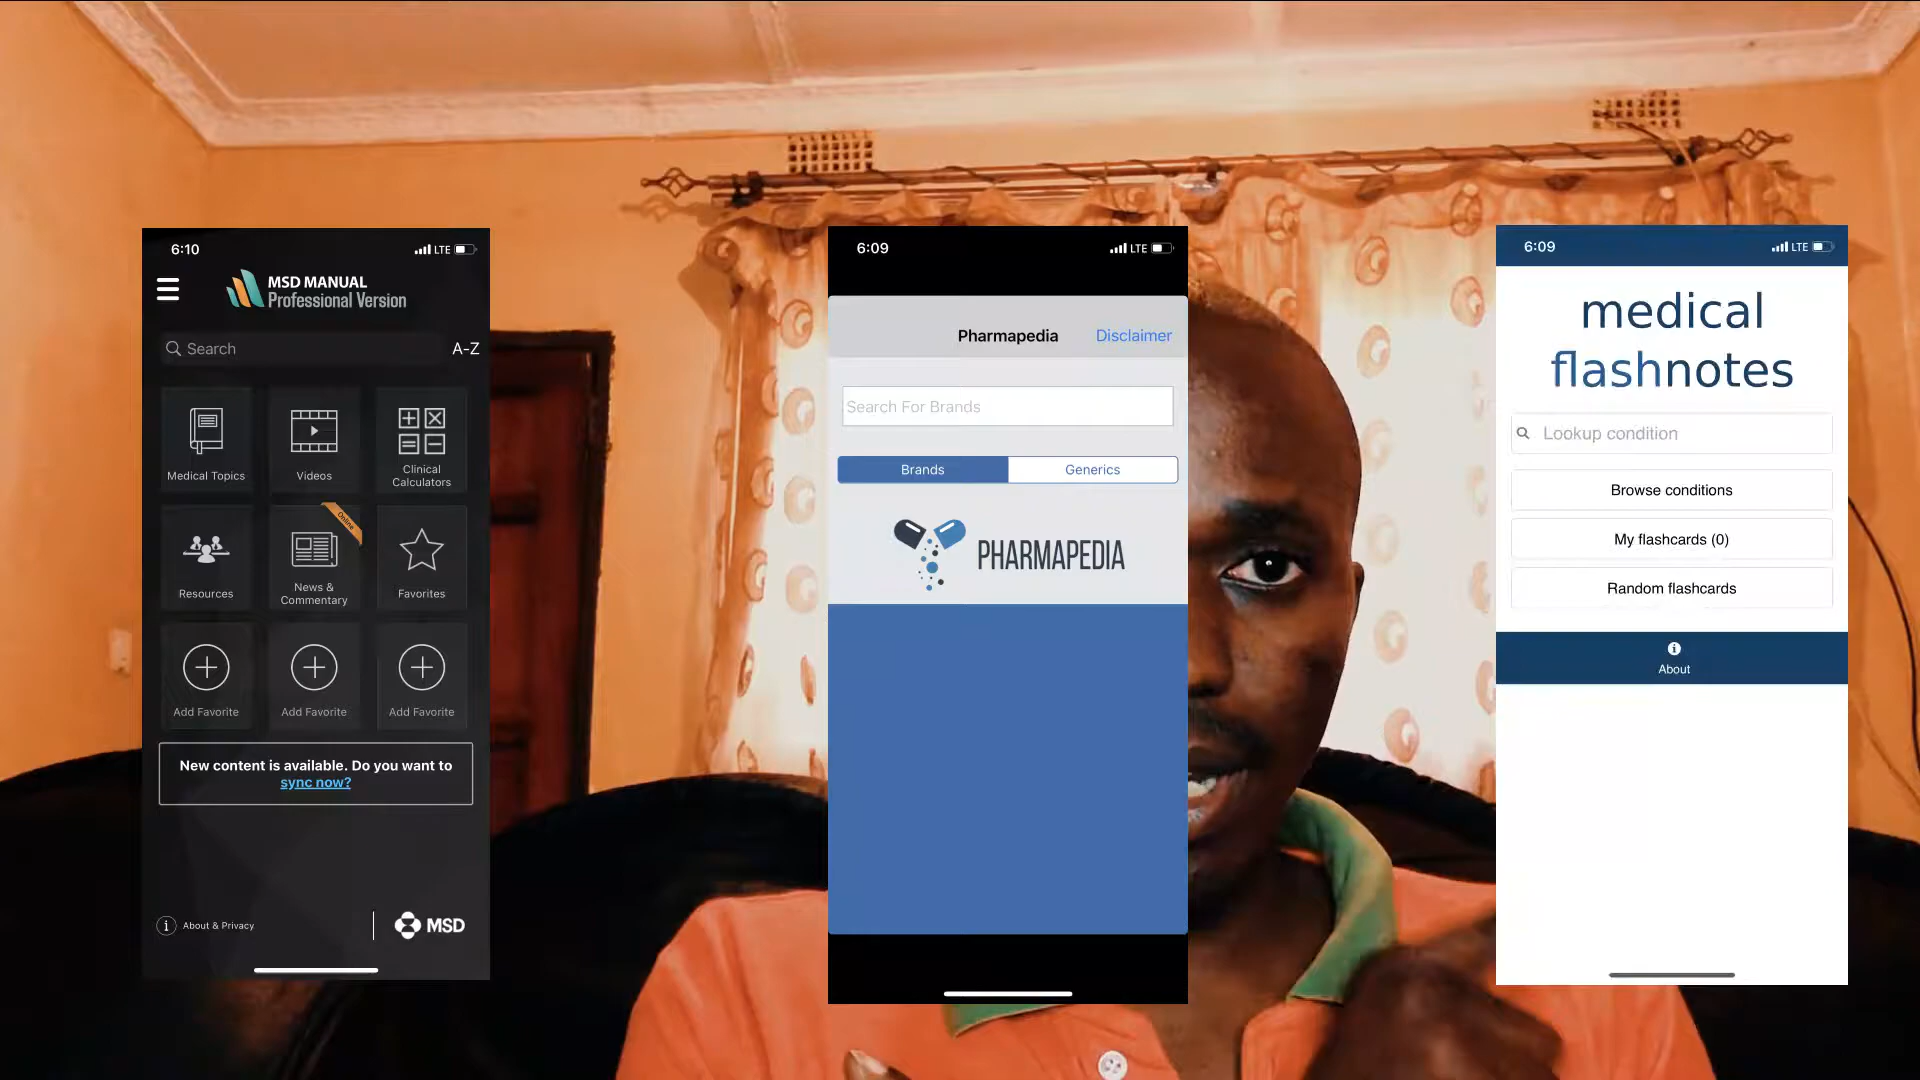 6:10
LTE
MSD MANUAL
Professional Version
Search
A-Z
Medical Topics
Videos
Clinical
Calculators
Resources
Online
News &
Commentary
Favorites
Add Favorite
Add Favorite
Add Favorite
New content is available. Do you want to
sync now?
i
About & Privacy
MSD
6:09
LTE
Pharmapedia
Disclaimer
Search For Brands
Brands
Generics
PHARMAPEDIA
6:09
LTE
medical
flashnotes
Lookup condition
Browse conditions
My flashcards (0)
Random flashcards
i
About